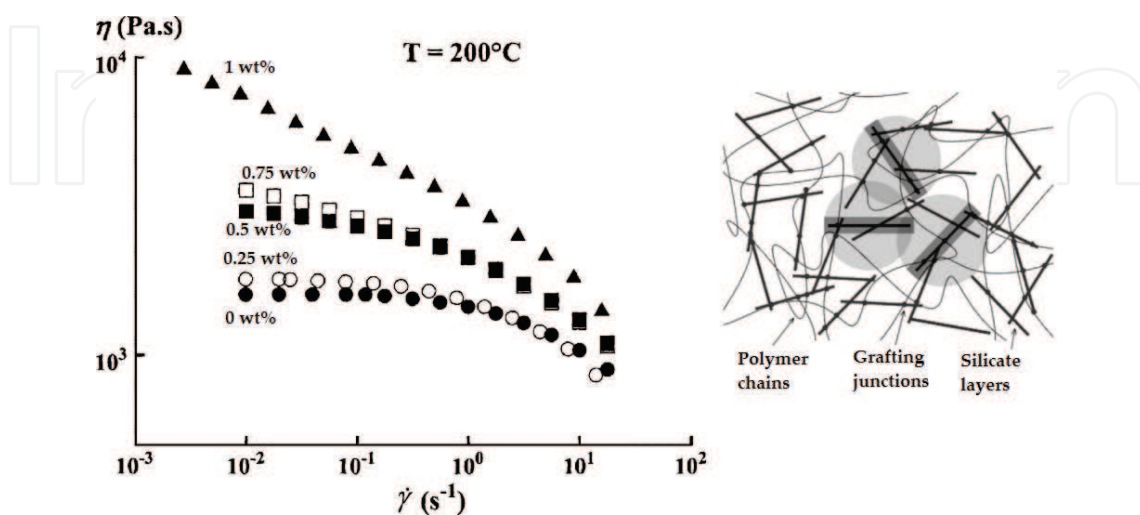 η (Pa.s)
T = 200°C
10⁴
1 wt%
0.75 wt%
0.5 wt%
0.25 wt%
0 wt%
10³
10⁻³
10⁻²
10⁻¹
10⁰
10¹
10²
γ̇ (s⁻¹)
Polymer
chains
Grafting
junctions
Silicate
layers